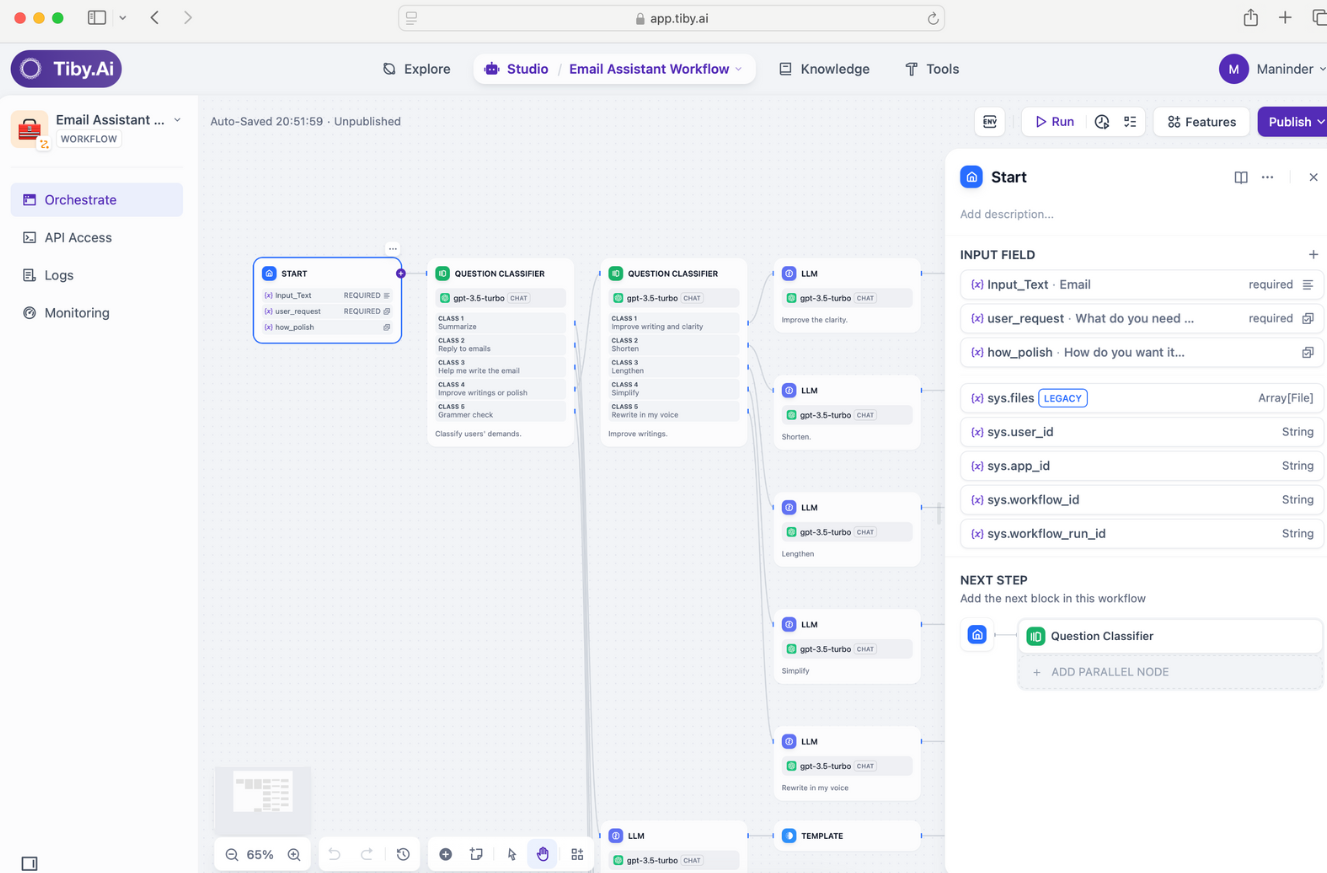 app.tiby.ai
Tiby.Ai
Explore
Studio / Email Assistant Workflow
Knowledge
Tools
M
Maninder
Email Assistant ...
WORKFLOW
Orchestrate
API Access
Logs
Monitoring
Auto-Saved 20:51:59 · Unpublished
ENV
Run
Features
Publish
START
{x} Input_Text REQUIRED
{x} user_request REQUIRED
{x} how_polish
QUESTION CLASSIFIER
gpt-3.5-turbo CHAT
CLASS 1
Summarize
CLASS 2
Reply to emails
CLASS 3
Help me write the email
CLASS 4
Improve writings or polish
CLASS 5
Grammer check
Classify users' demands.
QUESTION CLASSIFIER
gpt-3.5-turbo CHAT
CLASS 1
Improve writing and clarity
CLASS 2
Shorten
CLASS 3
Lengthen
CLASS 4
Simplify
CLASS 5
Rewrite in my voice
Improve writings.
LLM
gpt-3.5-turbo CHAT
Improve the clarity.
LLM
gpt-3.5-turbo CHAT
Shorten.
LLM
gpt-3.5-turbo CHAT
Lengthen
LLM
gpt-3.5-turbo CHAT
Simplify
LLM
gpt-3.5-turbo CHAT
Rewrite in my voice
LLM
gpt-3.5-turbo CHAT
TEMPLATE
65%
Start
Add description...
INPUT FIELD
{x} Input_Text · Email required
{x} user_request · What do you need ... required
{x} how_polish · How do you want it...
{x} sys.files LEGACY Array[File]
{x} sys.user_id String
{x} sys.app_id String
{x} sys.workflow_id String
{x} sys.workflow_run_id String
NEXT STEP
Add the next block in this workflow
Question Classifier
+ ADD PARALLEL NODE